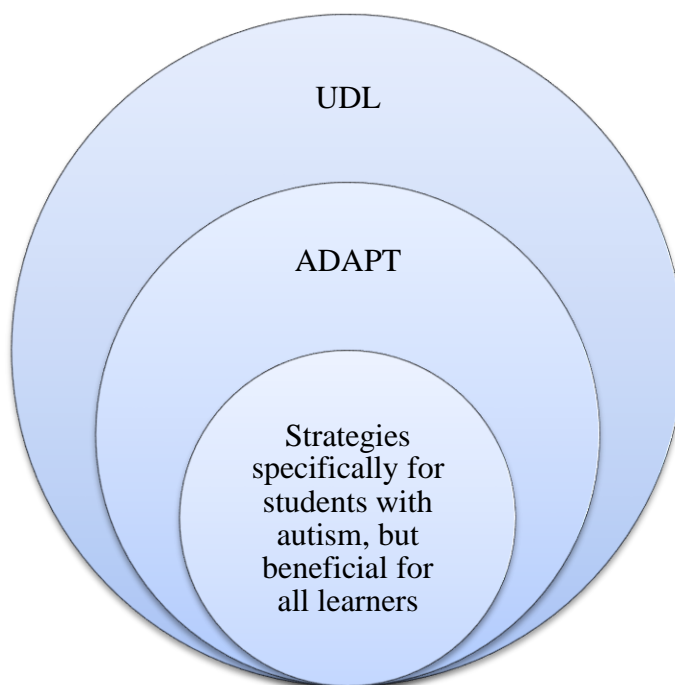 UDL
ADAPT
Strategies
specifically for
students with
autism, but
beneficial for
all learners